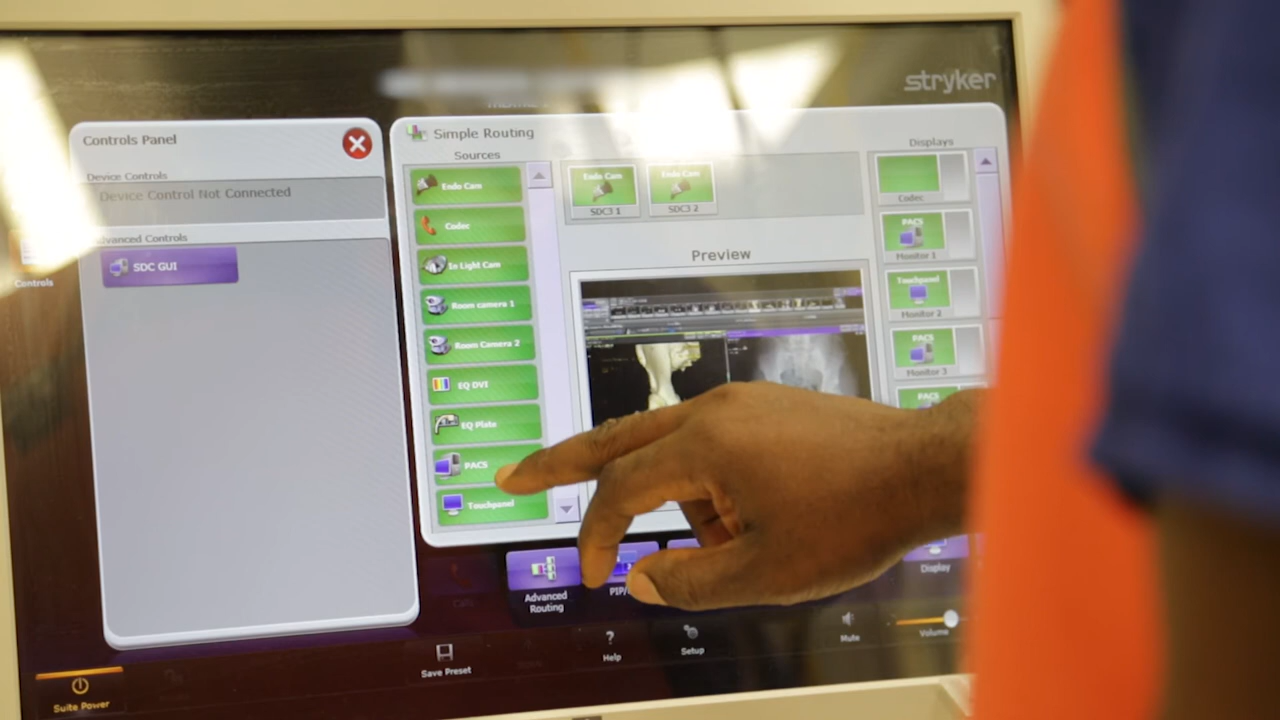 stryker
Controls Panel
Device Controls
Device Control Not Connected
Advanced Controls
SDC GUI
Controls
Simple Routing
Sources
Endo Cam
Codec
In Light Cam
Room camera 1
Room Camera 2
EQ DVI
EQ Plate
PACS
Touchpanel
Endo Cam
SDC3 1
Endo Cam
SDC3 2
Preview
Displays
Codec
PACS
Monitor 1
Touchpanel
Monitor 2
PACS
Monitor 3
PACS
Advanced
Routing
PIP/
Display
Save Preset
Help
Setup
Mute
Volume
Suite Power